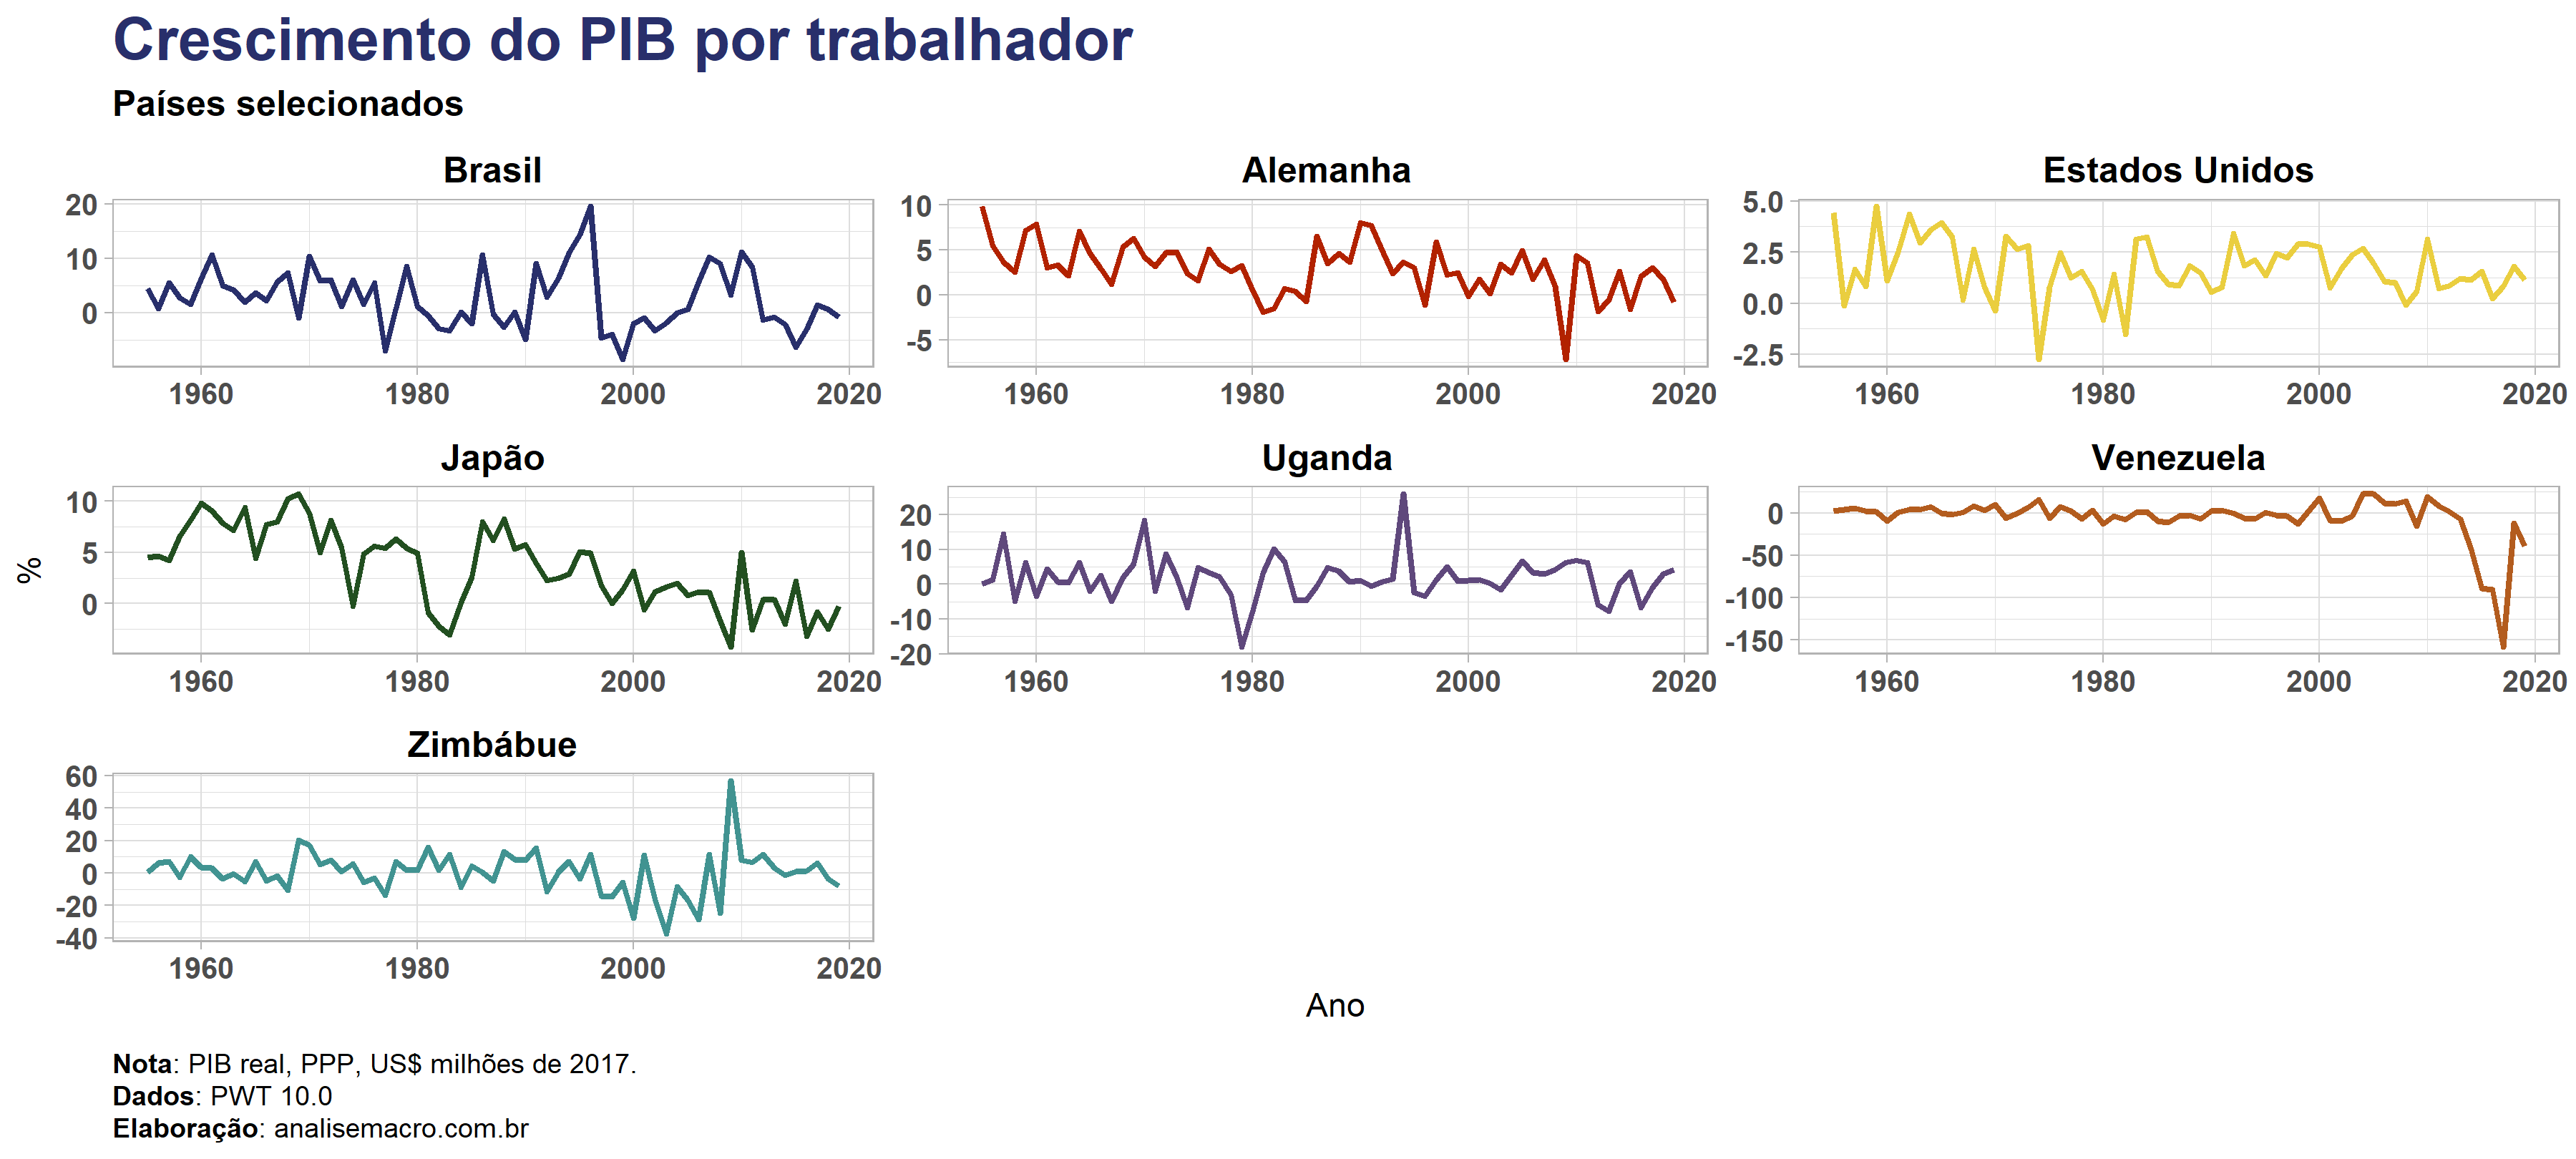 Crescimento do PIB por trabalhador
Países selecionados
Brasil
Alemanha
Estados Unidos
20
10
0
10
5
0
-5
5.0
2.5
0.0
-2.5
1960 1980 2000 2020
1960 1980 2000 2020
1960 1980 2000 2020
Japão
Uganda
Venezuela
%
10
5
0
20
10
0
-10
-20
0
-50
-100
-150
1960 1980 2000 2020
1960 1980 2000 2020
1960 1980 2000 2020
Zimbábue
60
40
20
0
-20
-40
1960 1980 2000 2020
Ano
Nota: PIB real, PPP, US$ milhões de 2017.
Dados: PWT 10.0
Elaboração: analisemacro.com.br